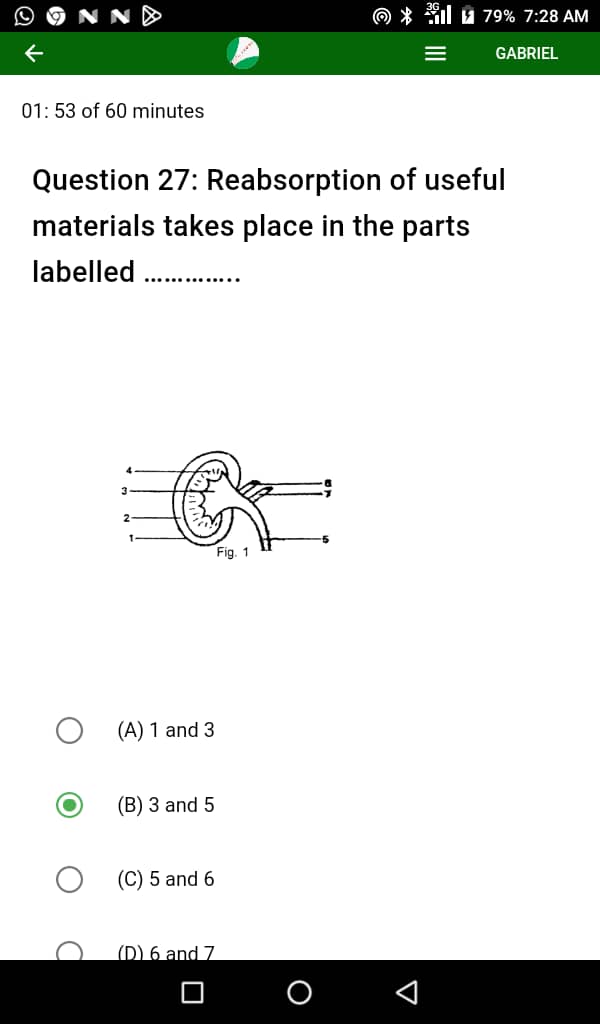 3G
79% 7:28 AM
GABRIEL
01: 53 of 60 minutes
Question 27: Reabsorption of useful
materials takes place in the parts
labelled .............
4
3
2
1
6
7
5
Fig. 1
(A) 1 and 3
(B) 3 and 5
(C) 5 and 6
(D) 6 and 7